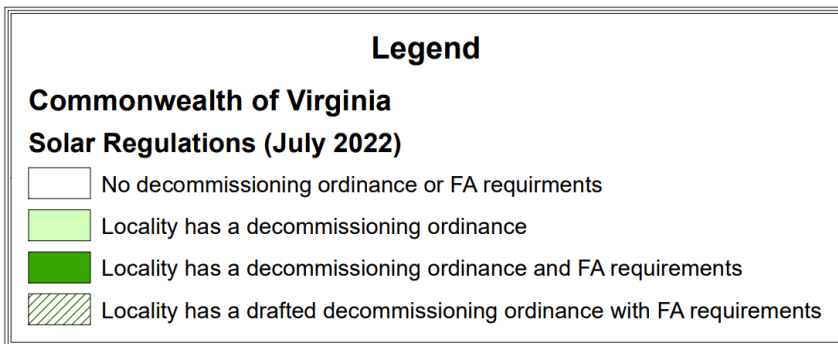 Legend
Commonwealth of Virginia
Solar Regulations (July 2022)
No decommissioning ordinance or FA requirments
Locality has a decommissioning ordinance
Locality has a decommissioning ordinance and FA requirements
Locality has a drafted decommissioning ordinance with FA requirements